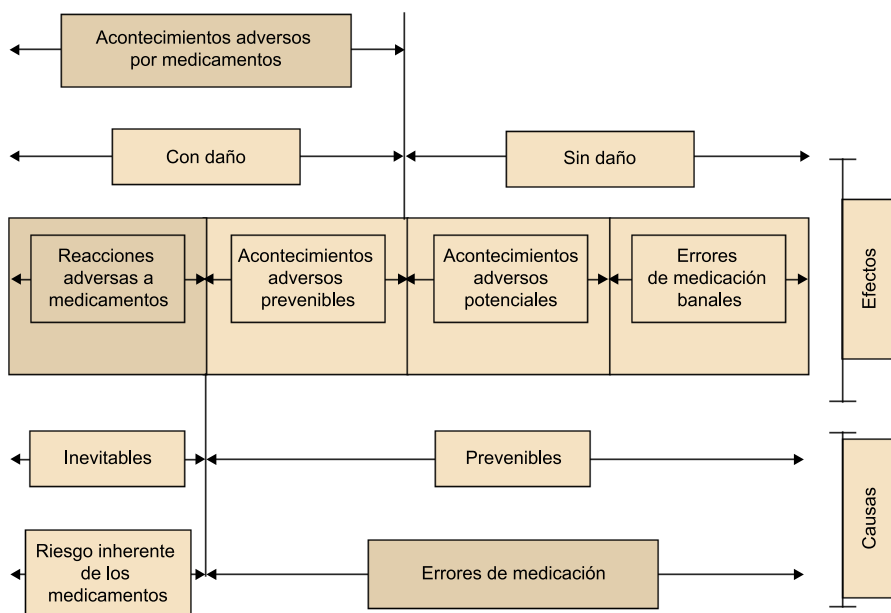 Acontecimientos adversos
por medicamentos
Con daño
Sin daño
Reacciones
adversas a
medicamentos
Acontecimientos
adversos
prevenibles
Acontecimientos
adversos
potenciales
Errores
de medicación
banales
Efectos
Inevitables
Prevenibles
Riesgo inherente
de los
medicamentos
Errores de medicación
Causas